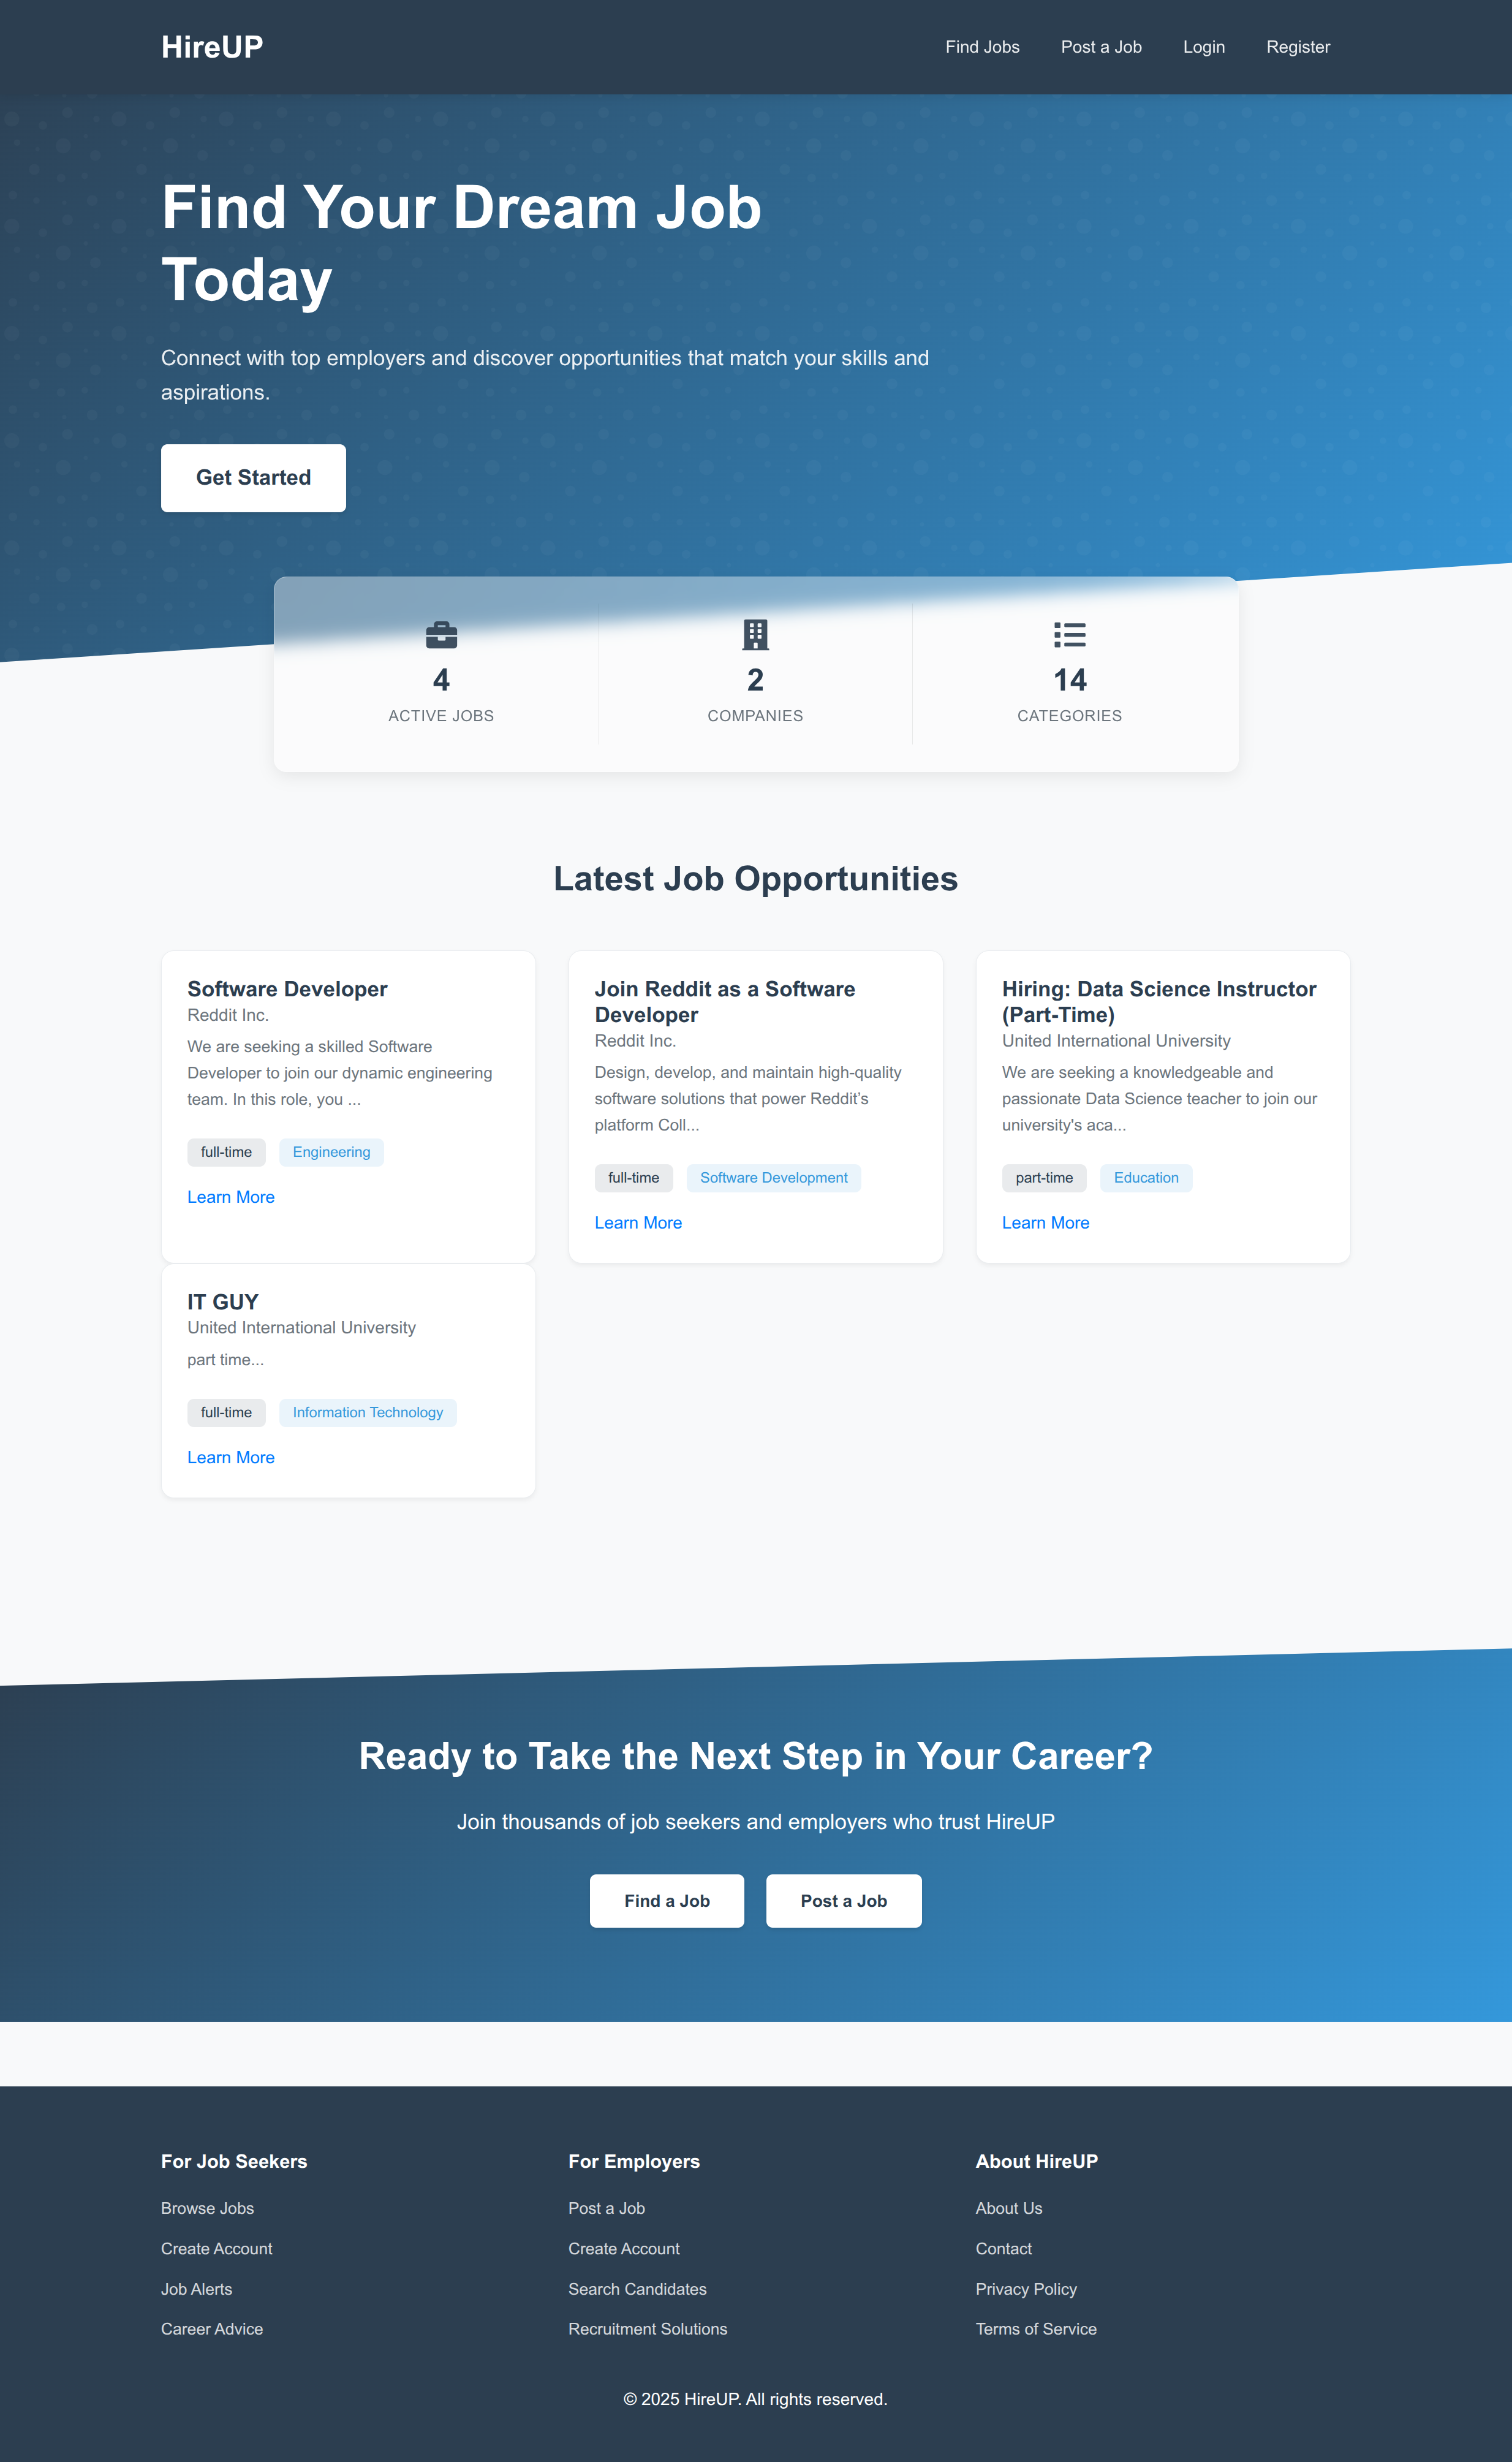 HireUP
Find Jobs
Post a Job
Login
Register
Find Your Dream Job
Today
Connect with top employers and discover opportunities that match your skills and
aspirations.
Get Started
4
ACTIVE JOBS
2
COMPANIES
14
CATEGORIES
Latest Job Opportunities
Software Developer
Reddit Inc.
We are seeking a skilled Software
Developer to join our dynamic engineering
team. In this role, you ...
full-time
Engineering
Learn More
Join Reddit as a Software
Developer
Reddit Inc.
Design, develop, and maintain high-quality
software solutions that power Reddit’s
platform Coll...
full-time
Software Development
Learn More
Hiring: Data Science Instructor
(Part-Time)
United International University
We are seeking a knowledgeable and
passionate Data Science teacher to join our
university's aca...
part-time
Education
Learn More
IT GUY
United International University
part time...
full-time
Information Technology
Learn More
Ready to Take the Next Step in Your Career?
Join thousands of job seekers and employers who trust HireUP
Find a Job
Post a Job
For Job Seekers
Browse Jobs
Create Account
Job Alerts
Career Advice
For Employers
Post a Job
Create Account
Search Candidates
Recruitment Solutions
About HireUP
About Us
Contact
Privacy Policy
Terms of Service
© 2025 HireUP. All rights reserved.